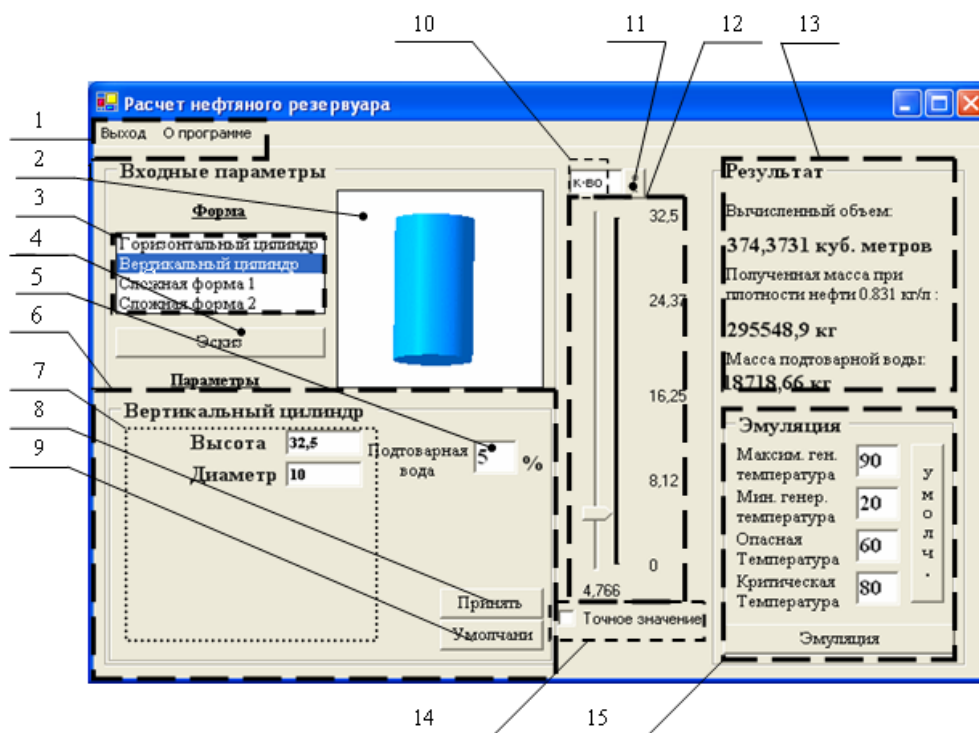 10
11
12
13
Расчет нефтяного резервуара
1
Выход О программе
2
Входные параметры
3
Форма
4
Горизонтальный цилиндр
Вертикальный цилиндр
Сложная форма 1
Сложная форма 2
5
Эскиз
6
Параметры
7
Вертикальный цилиндр
8
Высота 32,5
9
Диаметр 10
Подтоварная
вода
5 %
Принять
Умолчани
к-во
32,5
24,37
16,25
8,12
0
4,766
Точное значение
Результат
Вычисленный объем:
374,3731 куб. метров
Полученная масса при
плотности нефти 0.831 кг/л :
295548,9 кг
Масса подтоварной воды:
18718,66 кг
Эмуляция
Максим. ген.
температура
90
Мин. генер.
температура
20
Опасная
Температура
60
Критическая
Температура
80
умолч.
Эмуляция
14
15